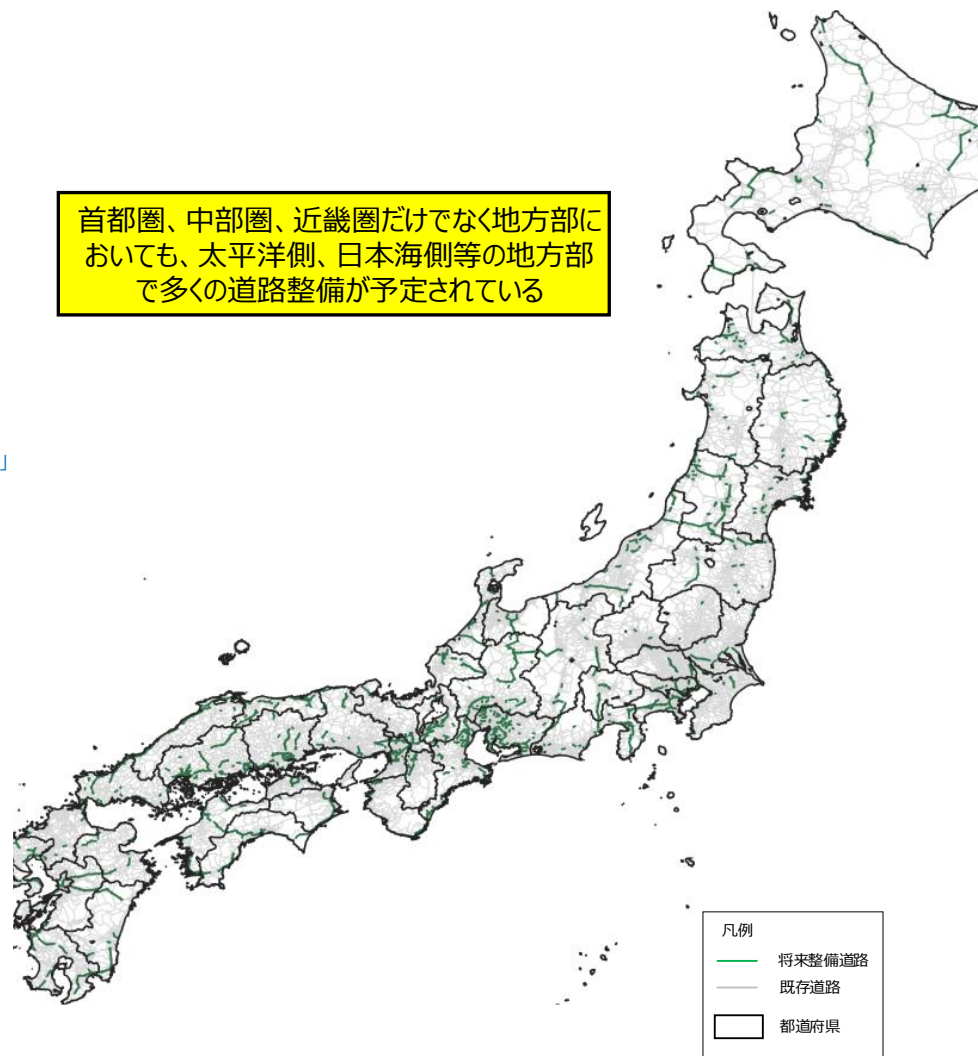 首都圏、中部圏、近畿圏だけでなく地方部に
おいても、太平洋側、日本海側等の地方部
で多くの道路整備が予定されている
」
凡例
将来整備道路
既存道路
都道府県